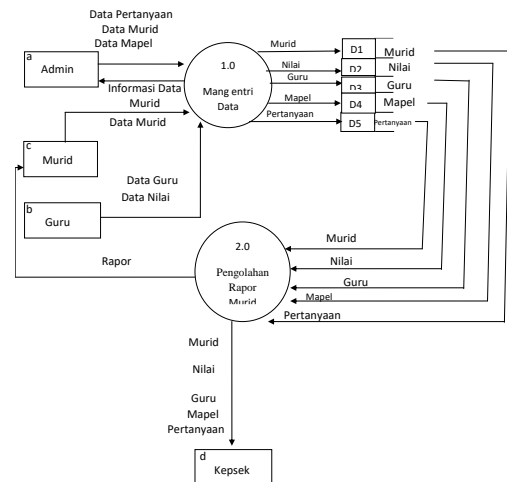 Data Pertanyaan
Data Murid
Data Mapel
a
Admin
Informasi Data
Murid
Data Murid
c
Murid
Data Guru
Data Nilai
b
Guru
Rapor
1.0
Mang entri
Data
Murid
Nilai
Guru
Mapel
Pertanyaan
D1 Murid
D2 Nilai
D3 Guru
D4 Mapel
D5 Pertanyaan
2.0
Pengolahan
Rapor
Murid
Murid
Nilai
Guru
Mapel
Pertanyaan
Murid
Nilai
Guru
Mapel
Pertanyaan
d
Kepsek